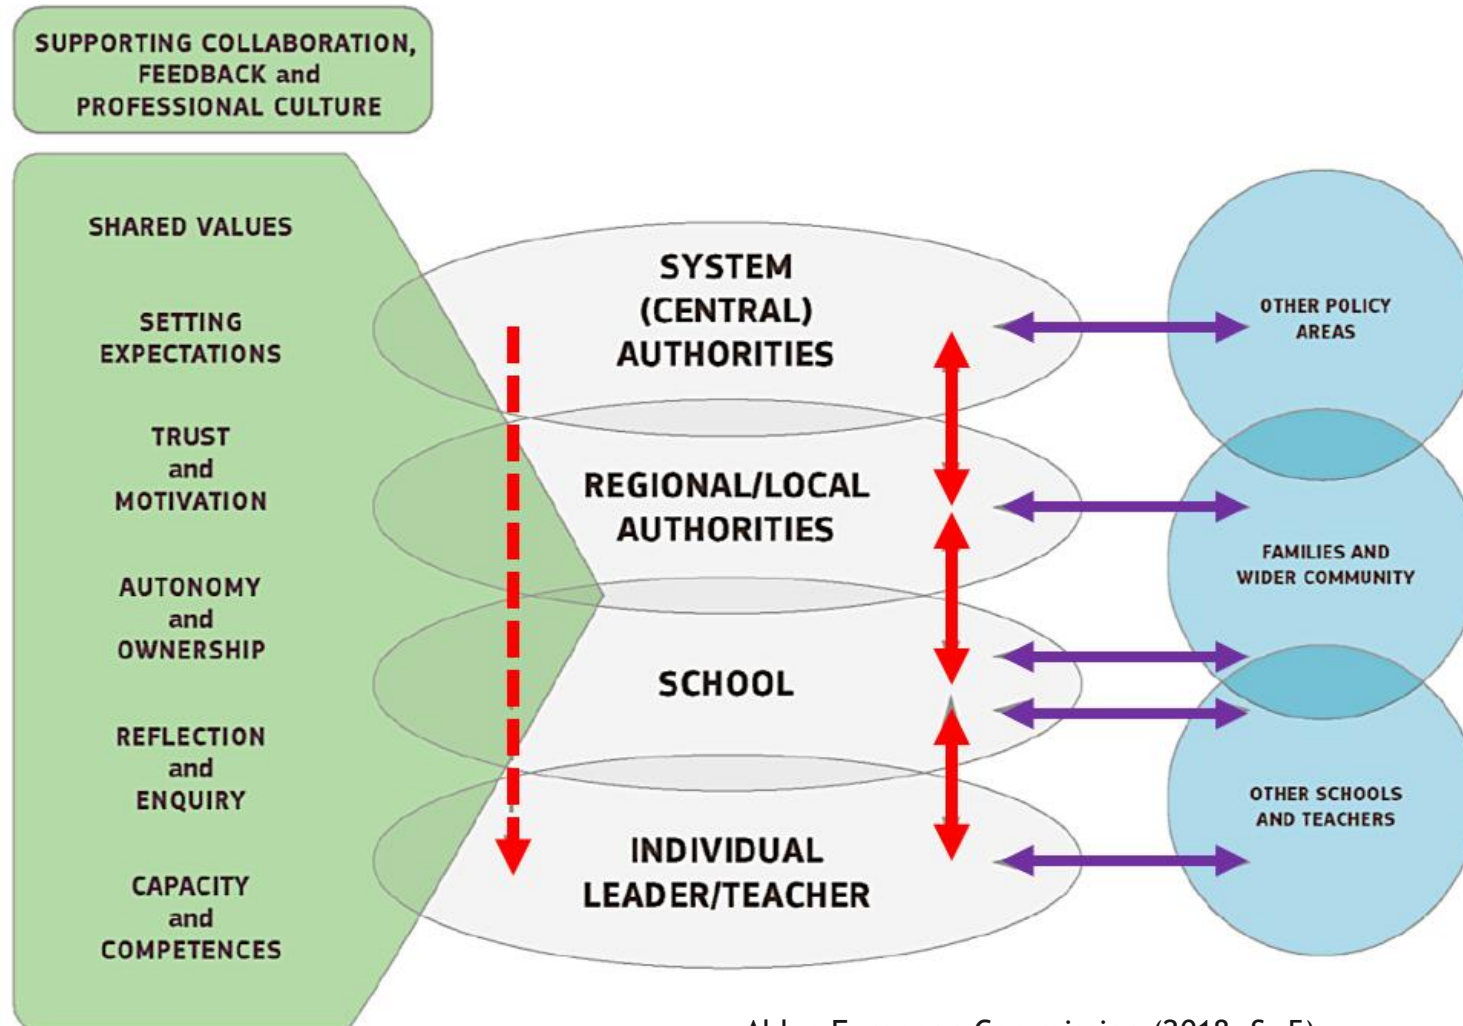 SUPPORTING COLLABORATION,
FEEDBACK and
PROFESSIONAL CULTURE
SHARED VALUES
SETTING
EXPECTATIONS
TRUST
and
MOTIVATION
AUTONOMY
and
OWNERSHIP
REFLECTION
and
ENQUIRY
CAPACITY
and
COMPETENCES
SYSTEM
(CENTRAL)
AUTHORITIES
REGIONAL/LOCAL
AUTHORITIES
SCHOOL
INDIVIDUAL
LEADER/TEACHER
OTHER POLICY
AREAS
FAMILIES AND
WIDER COMMUNITY
OTHER SCHOOLS
AND TEACHERS